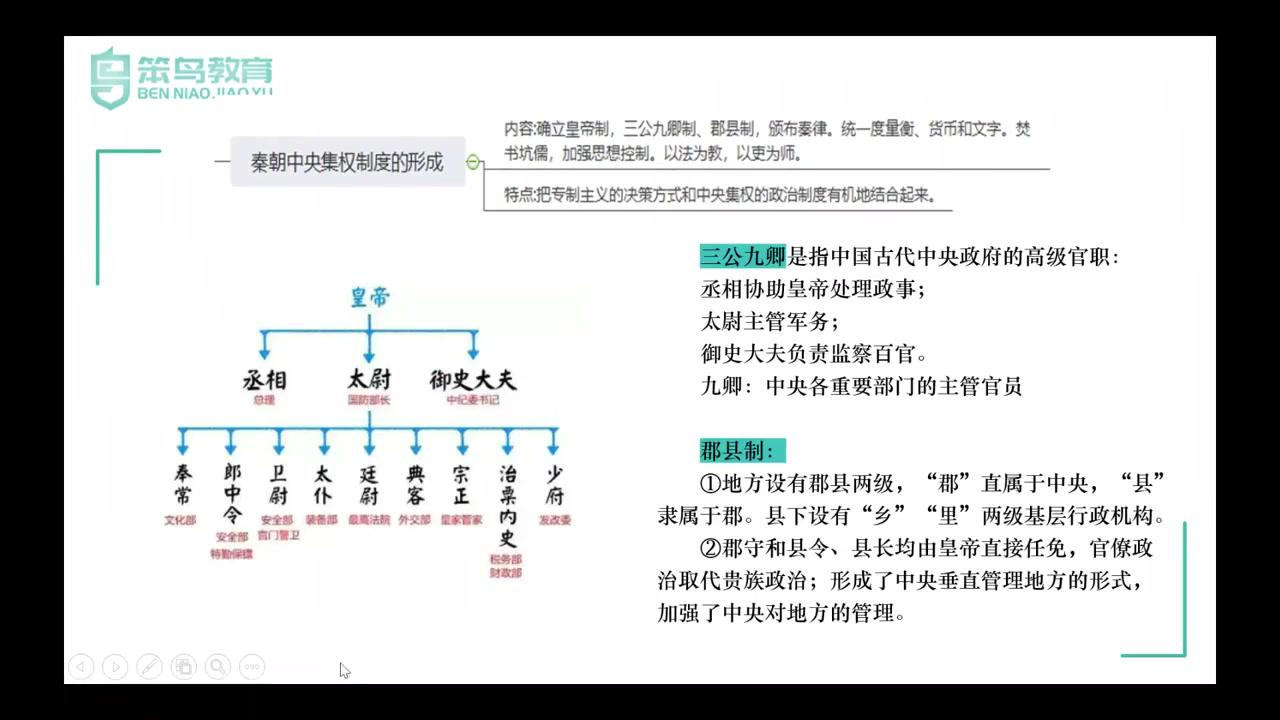 笨鸟教育
BEN NIAO.JIAO YU
内容:确立皇帝制，三公九卿制、郡县制，颁布秦律。统一度量衡、货币和文字。焚
书坑儒，加强思想控制。以法为教，以吏为师。
秦朝中央集权制度的形成
特点:把专制主义的决策方式和中央集权的政治制度有机地结合起来。
三公九卿是指中国古代中央政府的高级官职：
丞相协助皇帝处理政事；
太尉主管军务；
御史大夫负责监察百官。
九卿：中央各重要部门的主管官员
皇帝
丞相 太尉 御史大夫
总理 国防部长 中纪委书记
奉常 郎中令 卫尉 太仆 廷尉 典客 宗正 治粟内史 少府
文化部 安全部 特勤保镖 安全部 宫门警卫 装备部 最高法院 外交部 皇家管家 税务部 财政部 发改委
郡县制：
①地方设有郡县两级，“郡”直属于中央，“县”
隶属于郡。县下设有“乡”“里”两级基层行政机构。
②郡守和县令、县长均由皇帝直接任免，官僚政
治取代贵族政治；形成了中央垂直管理地方的形式，
加强了中央对地方的管理。